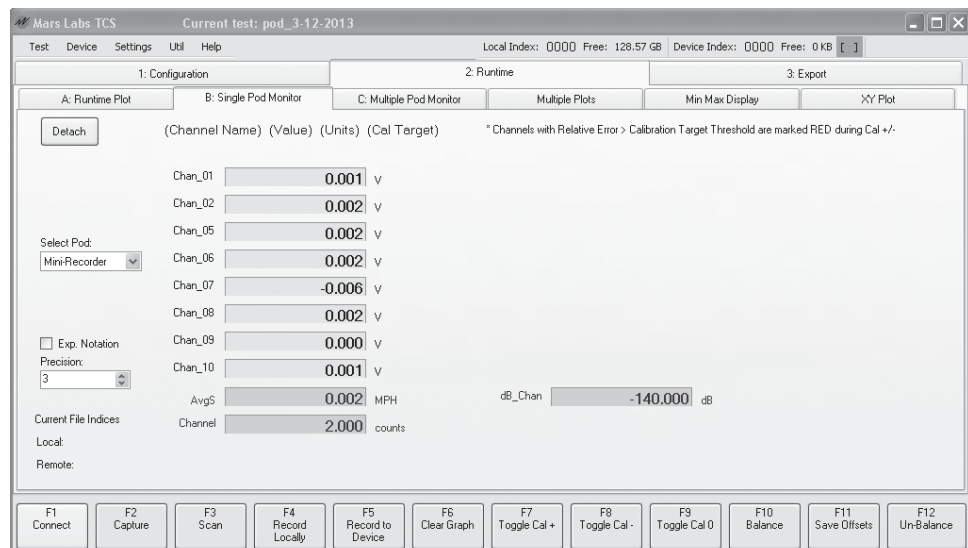 Mars Labs TCS Current test: pod_3-12-2013
Test Device Settings Util Help Local Index: 0000 Free: 128.57 GB Device Index: 0000 Free: 0 KB [ ]
1: Configuration 2: Runtime 3: Export
A: Runtime Plot B: Single Pod Monitor C: Multiple Pod Monitor Multiple Plots Min Max Display XY Plot
Detach (Channel Name) (Value) (Units) (Cal Target) * Channels with Relative Error > Calibration Target Threshold are marked RED during Cal +/-
Chan_01 0.001 V
Chan_02 0.002 V
Chan_05 0.002 V
Select Pod:
Mini-Recorder
Chan_06 0.002 V
Chan_07 -0.006 V
Chan_08 0.002 V
Exp. Notation
Chan_09 0.000 V
Precision:
3
Chan_10 0.001 V
AvgS 0.002 MPH dB_Chan -140.000 dB
Current File Indices
Channel 2.000 counts
Local:
Remote:
F1 F2 F3 F4 F5 F6 F7 F8 F9 F10 F11 F12
Connect Capture Scan Record Record to Clear Graph Toggle Cal + Toggle Cal - Toggle Cal 0 Balance Save Offsets Un-Balance
Locally Device